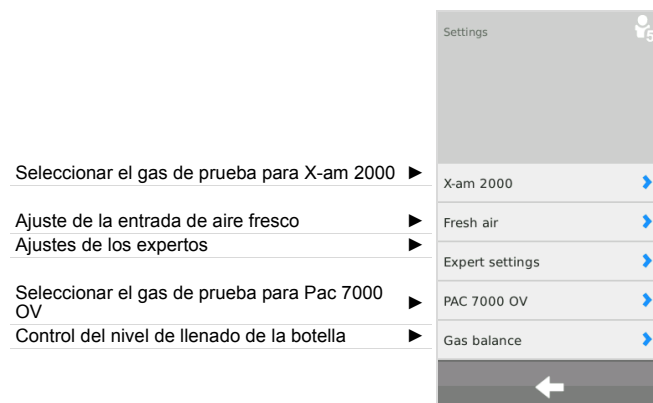 Settings
5
Seleccionar el gas de prueba para X-am 2000 ►
X-am 2000
Ajuste de la entrada de aire fresco ►
Fresh air
Ajustes de los expertos ►
Expert settings
Seleccionar el gas de prueba para Pac 7000
OV ►
PAC 7000 OV
Control del nivel de llenado de la botella ►
Gas balance